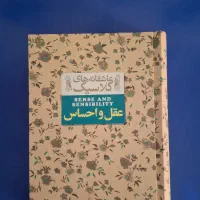 عاشقانه‌های
کلاسیک
SENSE AND
SENSIBILITY
عقل و احساس